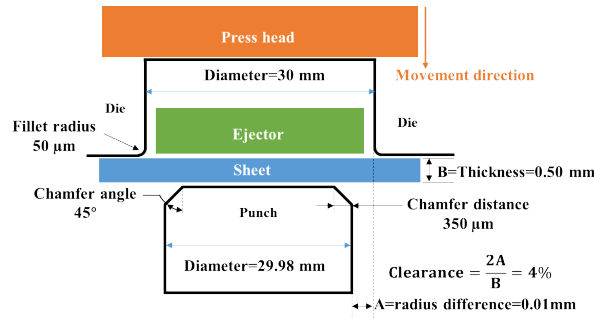 Press head
Diameter=30 mm
Movement direction
Die
Die
Fillet radius
50 µm
Ejector
Sheet
B=Thickness=0.50 mm
Chamfer angle
45°
Punch
Chamfer distance
350 µm
Diameter=29.98 mm
Clearance = 2A/B = 4%
A=radius difference=0.01mm